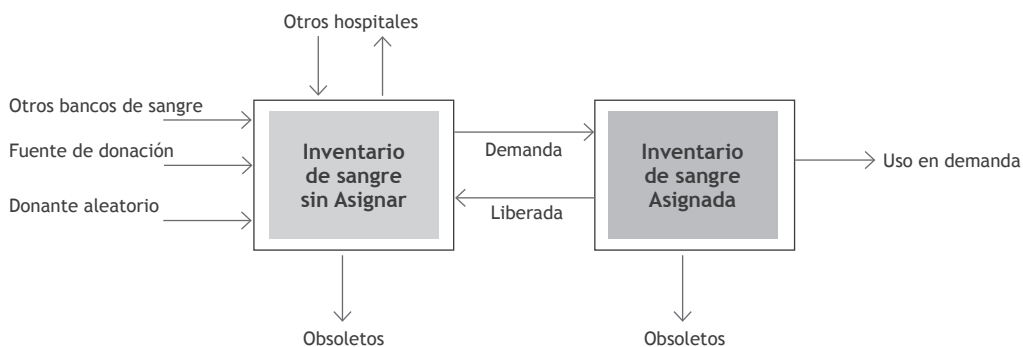 Otros hospitales
Otros bancos de sangre
Fuente de donación
Donante aleatorio
Inventario
de sangre
sin Asignar
Demanda
Liberada
Inventario
de sangre
Asignada
Uso en demanda
Obsoletos
Obsoletos